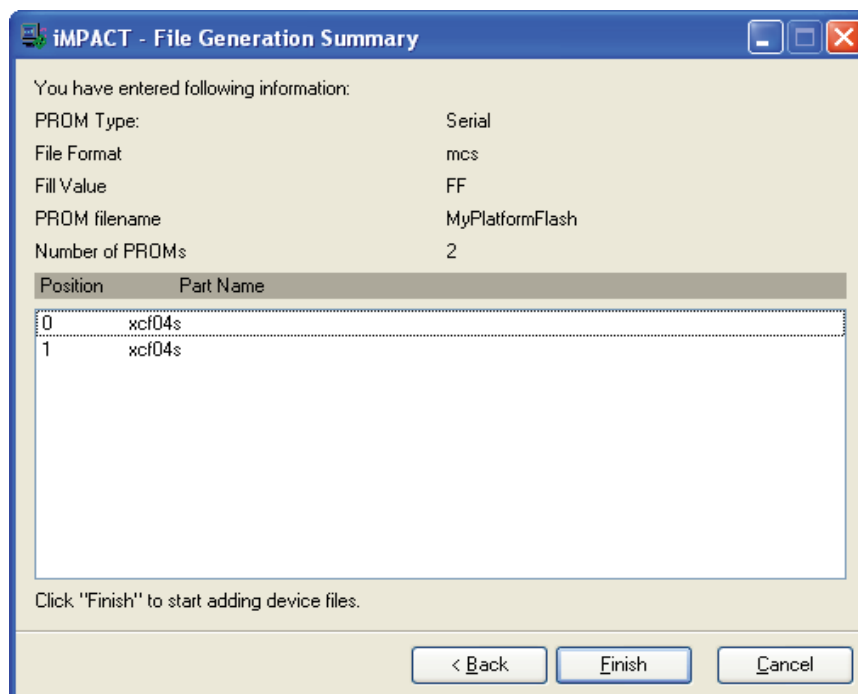 iMPACT - File Generation Summary
You have entered following information:
PROM Type: Serial
File Format mcs
Fill Value FF
PROM filename MyPlatformFlash
Number of PROMs 2
Position Part Name
0 xcf04s
1 xcf04s
Click "Finish" to start adding device files.
< Back Finish Cancel